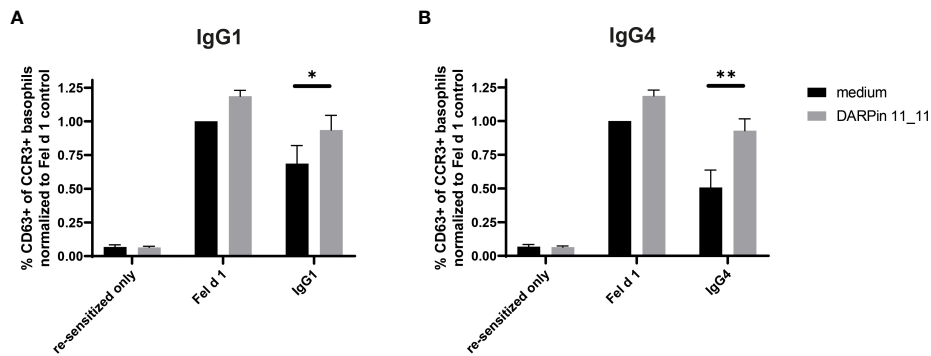 A
IgG1
% CD63+ of CCR3+ basophils
normalized to Fel d 1 control
1.25
1.00
0.75
0.50
0.25
0.00
*
re-sensitized only
Fel d 1
IgG1
B
IgG4
% CD63+ of CCR3+ basophils
normalized to Fel d 1 control
1.25
1.00
0.75
0.50
0.25
0.00
**
re-sensitized only
Fel d 1
IgG4
medium
DARPin 11_11